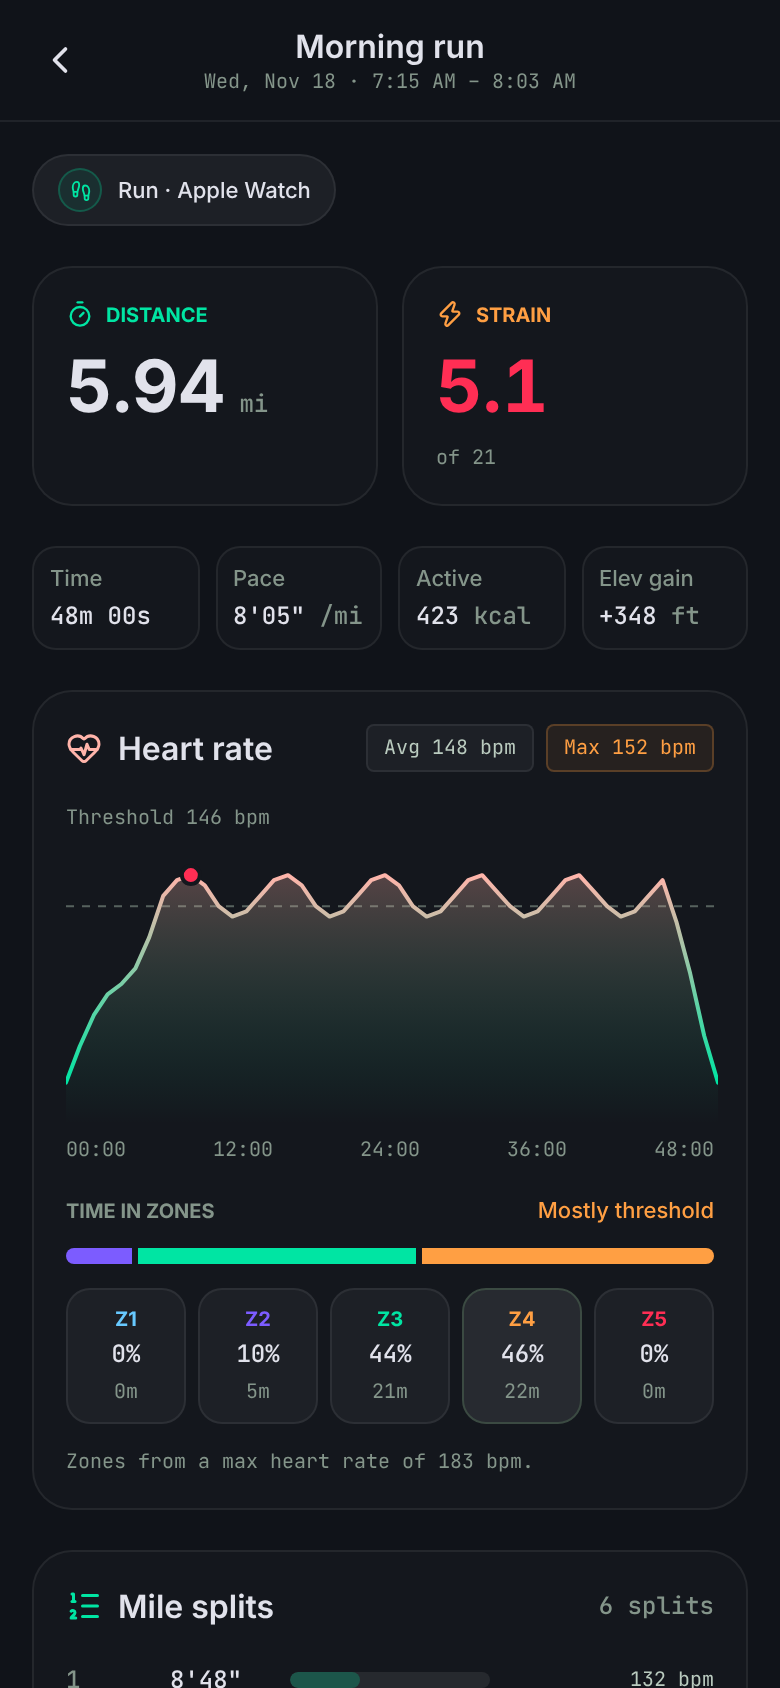 Morning run
Wed, Nov 18 · 7:15 AM – 8:03 AM
Run · Apple Watch
DISTANCE
5.94 mi
STRAIN
5.1
of 21
Time
48m 00s
Pace
8'05" /mi
Active
423 kcal
Elev gain
+348 ft
Heart rate
Avg 148 bpm
Max 152 bpm
Threshold 146 bpm
00:00 12:00 24:00 36:00 48:00
TIME IN ZONES
Mostly threshold
Z1
0%
0m
Z2
10%
5m
Z3
44%
21m
Z4
46%
22m
Z5
0%
0m
Zones from a max heart rate of 183 bpm.
Mile splits
6 splits
1 8'48" 132 bpm